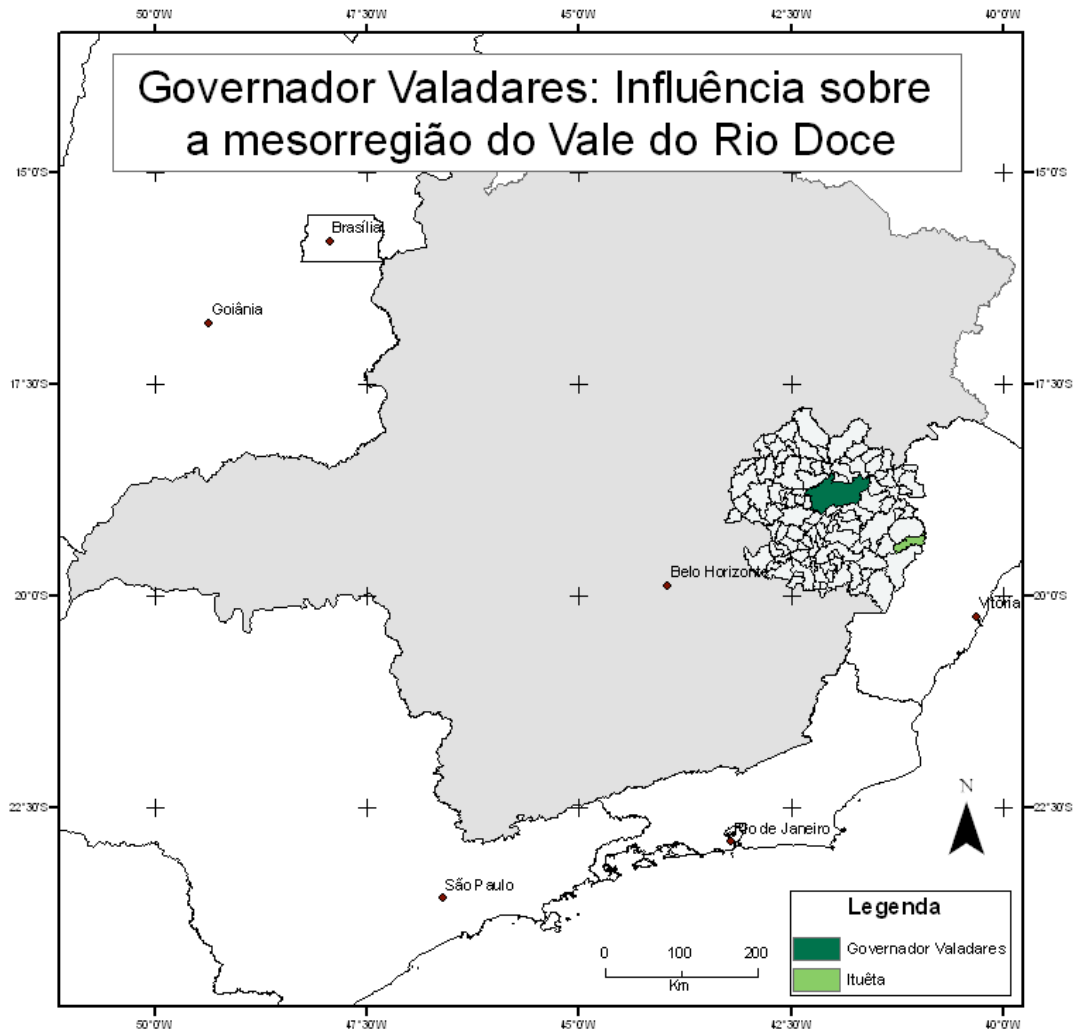 50°0'W 47°30'W 45°0'W 42°30'W 40°0'W
Governador Valadares: Influência sobre
a mesorregião do Vale do Rio Doce
15°0'S 15°0'S
Brasília
Goiânia
17°30'S 17°30'S
Belo Horizonte
20°0'S 20°0'S
Vitória
22°30'S 22°30'S
N
Rio de Janeiro
São Paulo
Legenda
Governador Valadares
Ituêta
0 100 200
Km
50°0'W 47°30'W 45°0'W 42°30'W 40°0'W